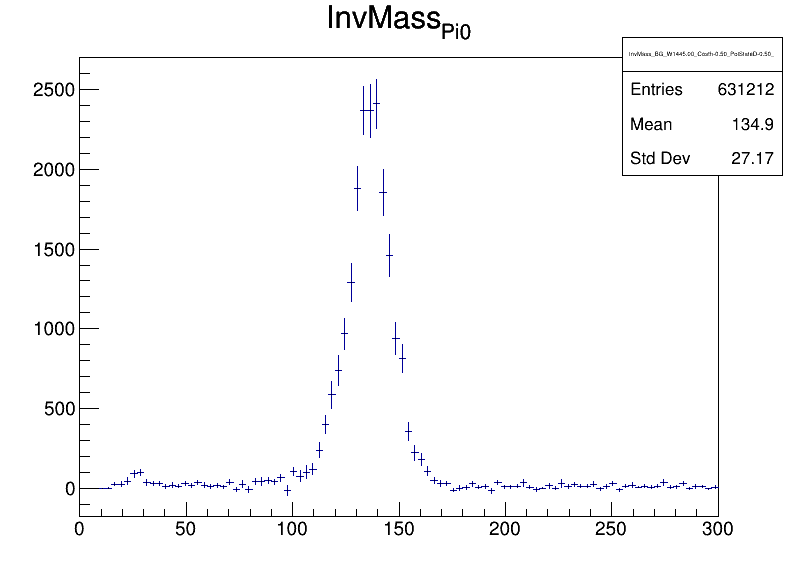 InvMass_Pi0
InvMass_BG_W1445.00_Costh-0.50_PolStateD-0.50_
Entries 631212
Mean 134.9
Std Dev 27.17
2500
2000
1500
1000
500
0
0 50 100 150 200 250 300